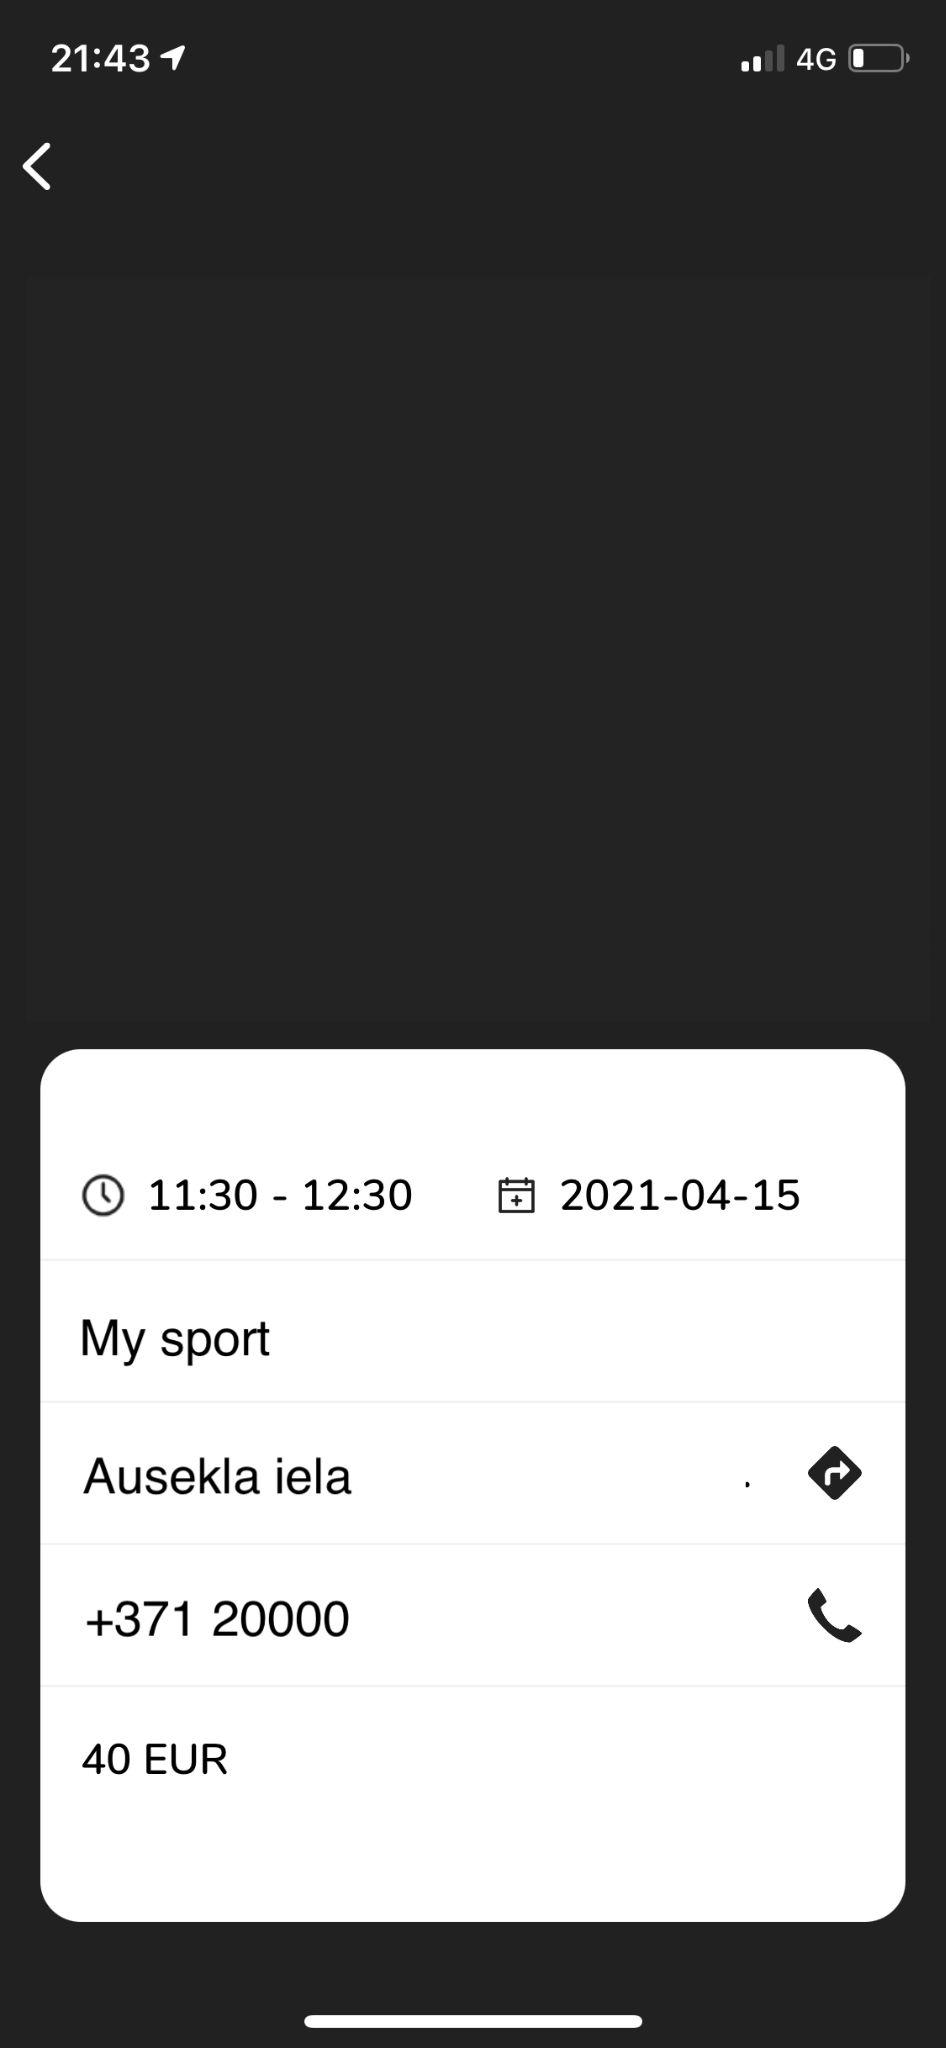 21:43 4G
11:30 - 12:30 2021-04-15
My sport
Ausekla iela .
+371 20000
40 EUR